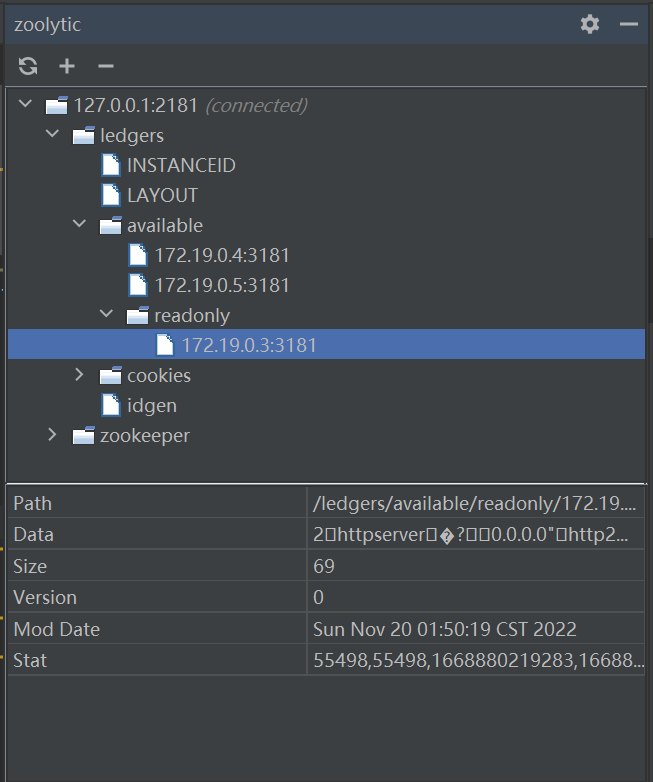 zoolytic
127.0.0.1:2181 (connected)
ledgers
INSTANCEID
LAYOUT
available
172.19.0.4:3181
172.19.0.5:3181
readonly
172.19.0.3:3181
cookies
idgen
zookeeper
Path /ledgers/available/readonly/172.19....
Data 2▯httpserver▯�?▯▯0.0.0.0"▯http2...
Size 69
Version 0
Mod Date Sun Nov 20 01:50:19 CST 2022
Stat 55498,55498,1668880219283,16688...